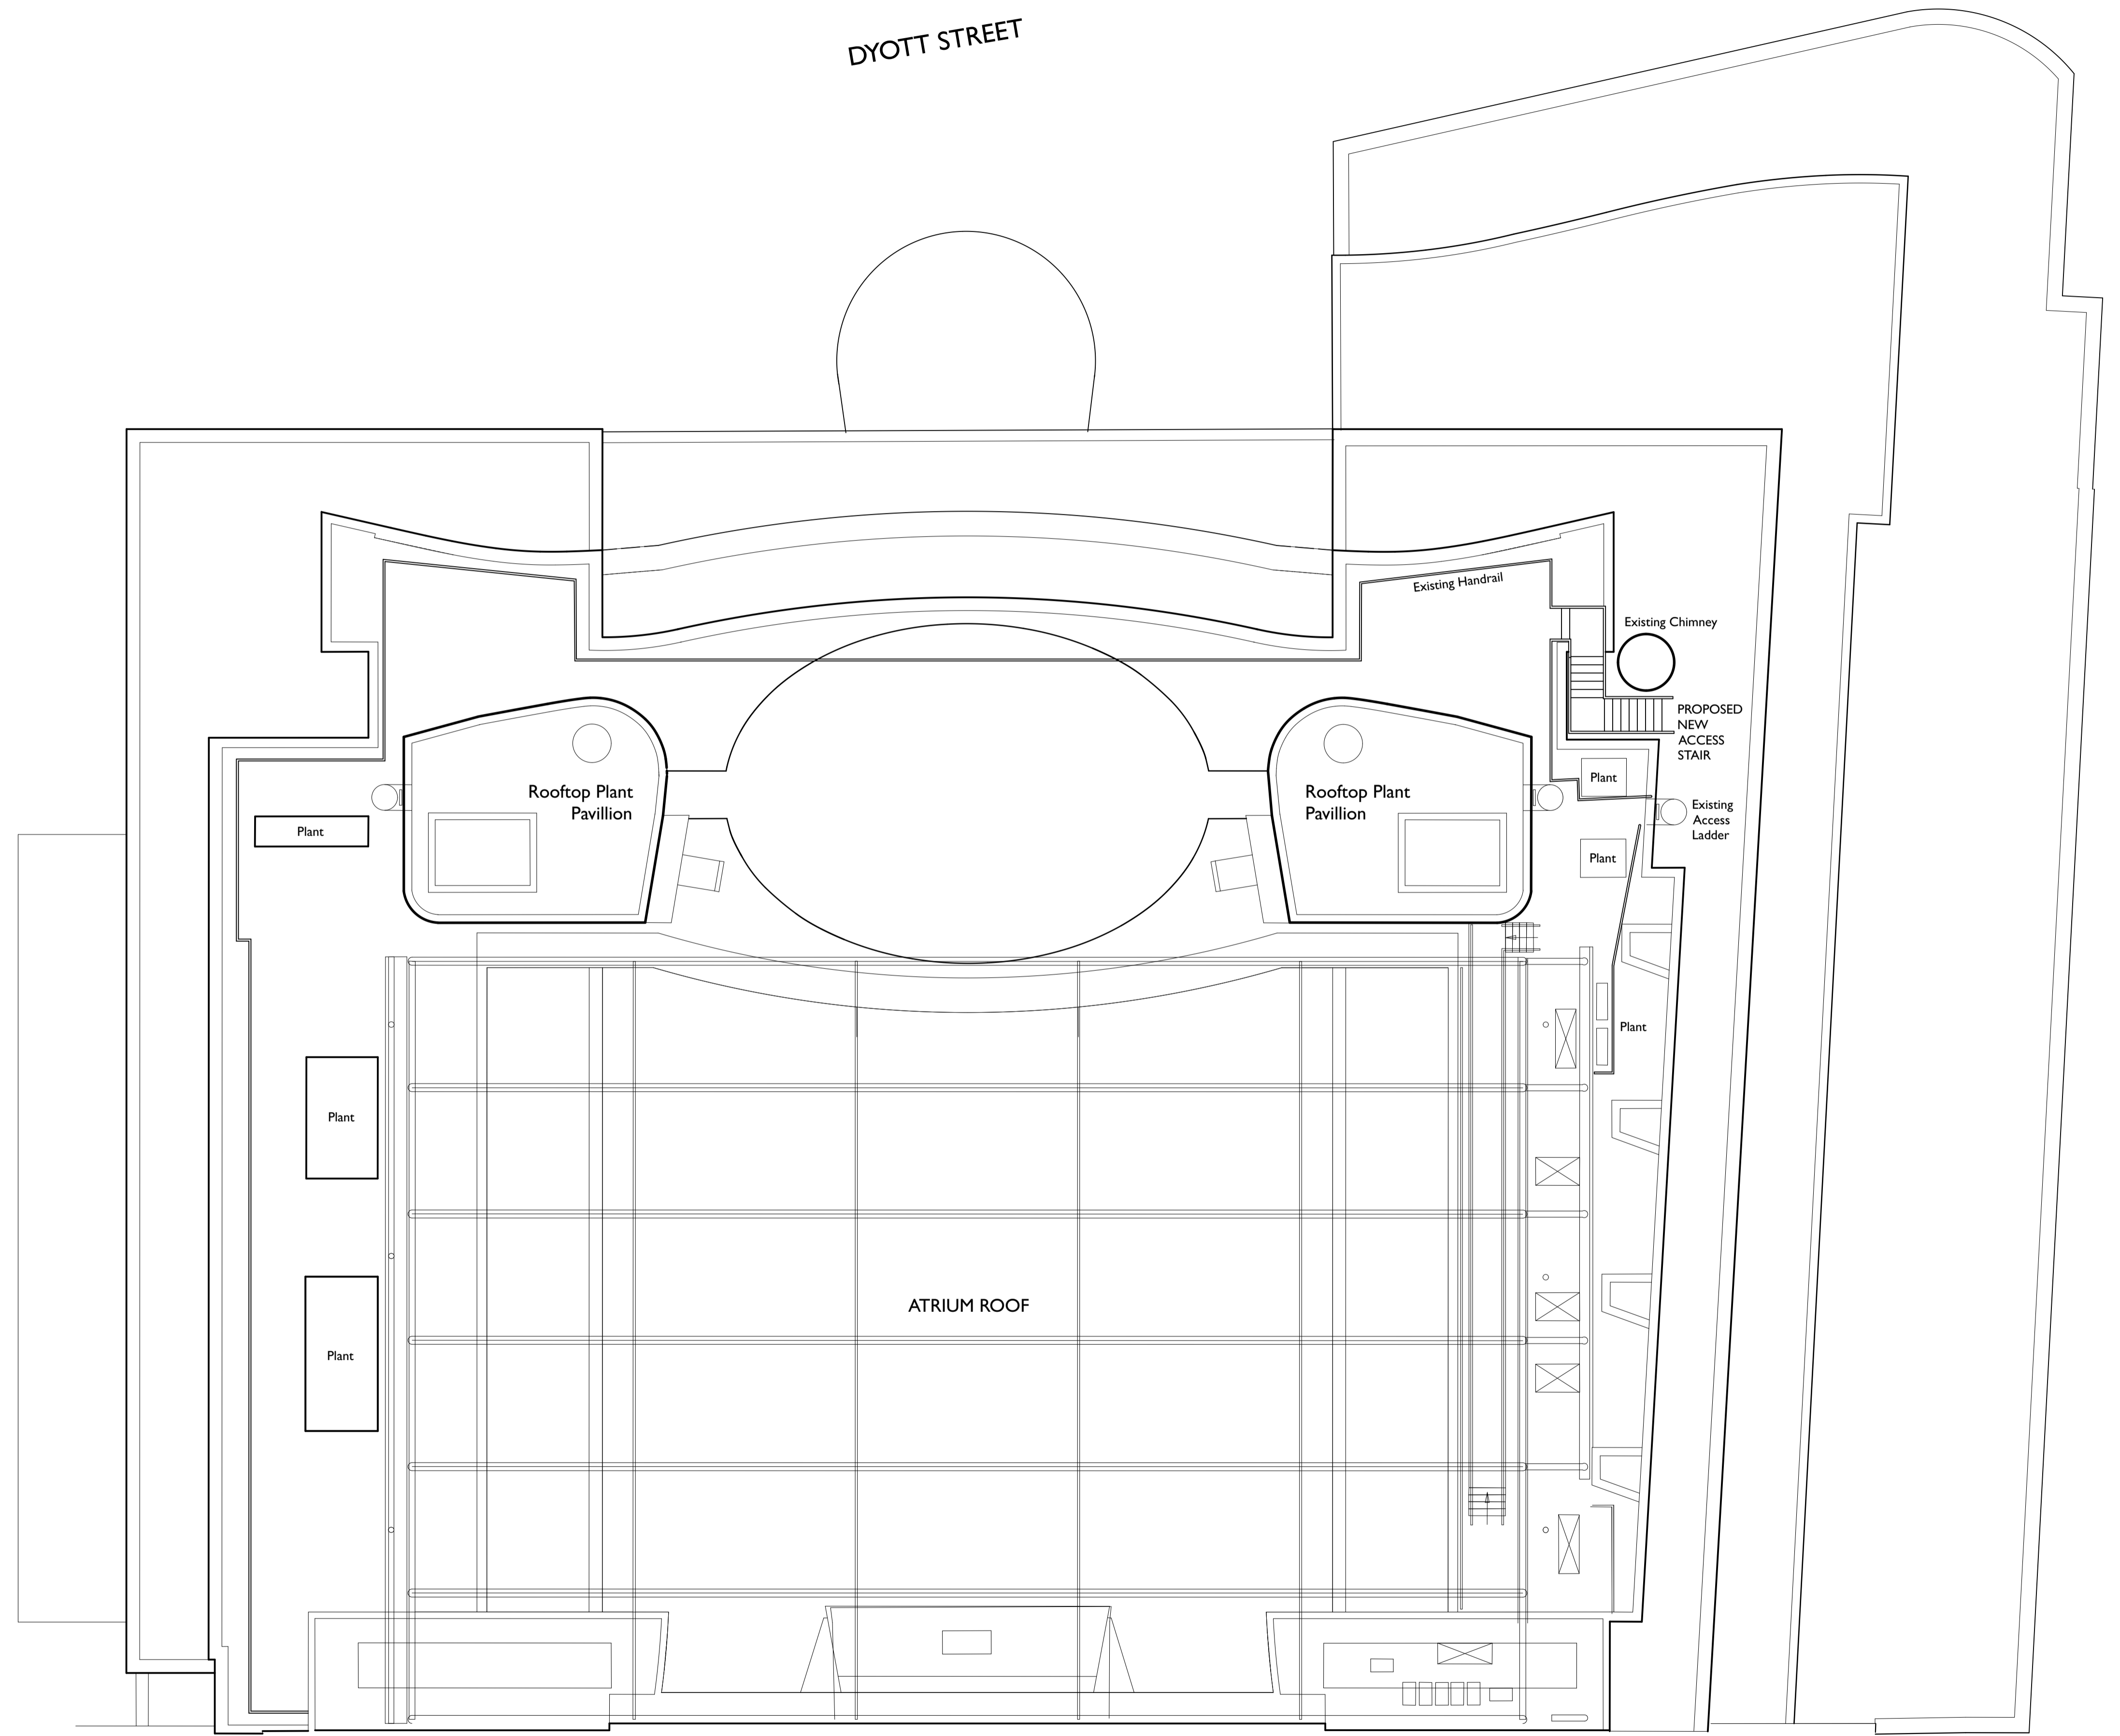 DYOTT STREET
Existing Handrail
Existing Chimney
PROPOSED
NEW
ACCESS
STAIR
Rooftop Plant
Pavillion
Rooftop Plant
Pavillion
Plant
Existing
Access
Ladder
Plant
Plant
Plant
Plant
ATRIUM ROOF
Plant
Plant